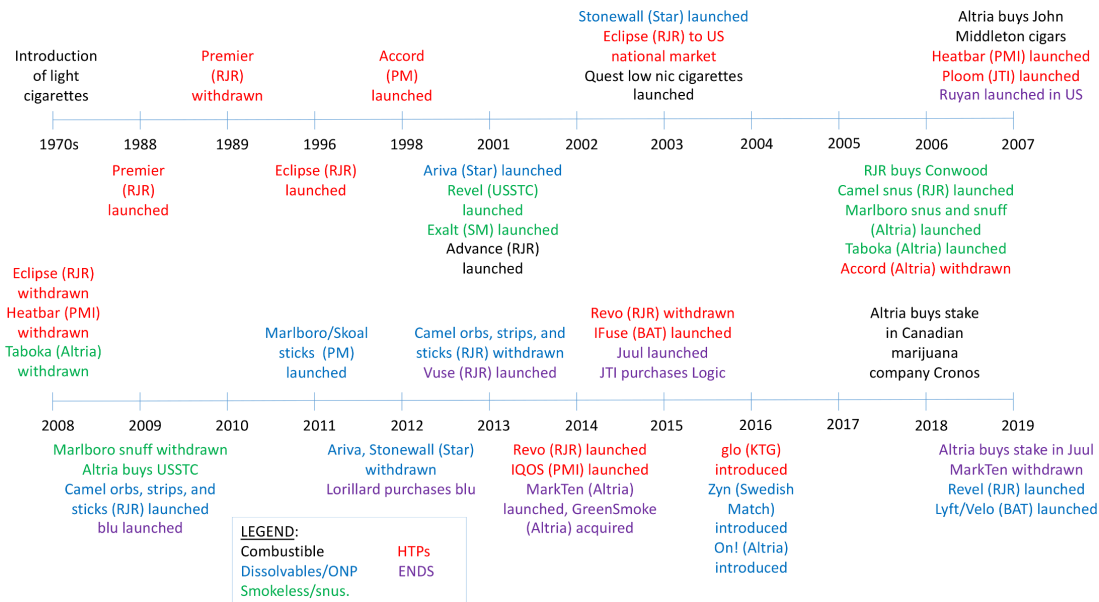 Introduction
of light
cigarettes
Premier
(RJR)
withdrawn
Accord
(PM)
launched
Stonewall (Star) launched
Eclipse (RJR) to US
national market
Quest low nic cigarettes
launched
Altria buys John
Middleton cigars
Heatbar (PMI) launched
Ploom (JTI) launched
Ruyan launched in US
1970s
1988
1989
1996
1998
2001
2002
2003
2004
2005
2006
2007
Premier
(RJR)
launched
Eclipse (RJR)
launched
Ariva (Star) launched
Revel (USSTC)
launched
Exalt (SM) launched
Advance (RJR)
launched
RJR buys Conwood
Camel snus (RJR) launched
Marlboro snus and snuff
(Altria) launched
Taboka (Altria) launched
Accord (Altria) withdrawn
Eclipse (RJR)
withdrawn
Heatbar (PMI)
withdrawn
Taboka (Altria)
withdrawn
Marlboro/Skoal
sticks (PM)
launched
Camel orbs, strips, and
sticks (RJR) withdrawn
Vuse (RJR) launched
Revo (RJR) withdrawn
IFuse (BAT) launched
Juul launched
JTI purchases Logic
Altria buys stake
in Canadian
marijuana
company Cronos
2008
2009
2010
2011
2012
2013
2014
2015
2016
2017
2018
2019
Marlboro snuff withdrawn
Altria buys USSTC
Camel orbs, strips, and
sticks (RJR) launched
blu launched
Ariva, Stonewall (Star)
withdrawn
Lorillard purchases blu
Revo (RJR) launched
IQOS (PMI) launched
MarkTen (Altria)
launched, GreenSmoke
(Altria) acquired
glo (KTG)
introduced
Zyn (Swedish
Match)
introduced
On! (Altria)
introduced
Altria buys stake in Juul
MarkTen withdrawn
Revel (RJR) launched
Lyft/Velo (BAT) launched
LEGEND:
Combustible
HTPs
Dissolvables/ONP
ENDS
Smokeless/snus.